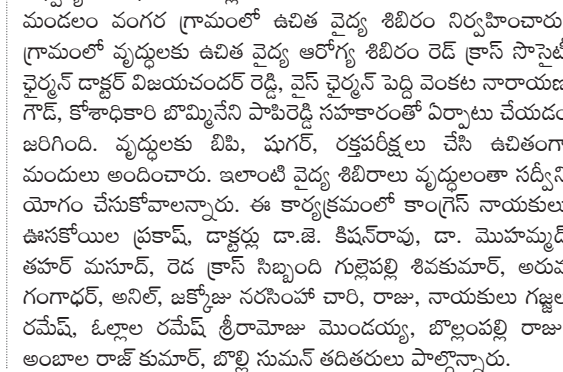 మండలం వంగర గ్రామంలో ఉచిత వైద్య శిబిరం నిర్వహించారు
గ్రామంలో వృద్ధులకు ఉచిత వైద్య ఆరోగ్య శిబిరం రెడ్ క్రాస్ సొసైటీ
ఛైర్మన్ డాక్టర్ విజయచందర్ రెడ్డి, వైస్ ఛైర్మన్ పెద్ది వెంకట నారాయణ
గౌడ్, కోశాధికారి బొమ్మినేని పాపిరెడ్డి సహకారంతో ఏర్పాటు చేయడం
జరిగింది. వృద్ధులకు బిపి, షుగర్, రక్తపరీక్షలు చేసి ఉచితంగా
మందులు అందించారు. ఇలాంటి వైద్య శిబిరాలు వృద్ధులంతా సద్విని
యోగం చేసుకోవాలన్నారు. ఈ కార్యక్రమంలో కాంగ్రెస్ నాయకులు
ఊసకోయిల ప్రకాష్, డాక్టర్లు డా.జె. కిషన్‌రావు, డా. మొహమ్మద్
తహర్ మసూద్, రెడ క్రాస్ సిబ్బంది గుల్లెపల్లి శివకుమార్, అరువ
గంగాధర్, అనిల్, జక్కోజు నరసింహా చారి, రాజు, నాయకులు గజ్జల
రమేష్, ఓల్లాల రమేష్ శ్రీరామోజు మొండయ్య, బొల్లంపల్లి రాజు
అంబాల రాజ్ కుమార్, బొల్లి సుమన్ తదితరులు పాల్గొన్నారు.